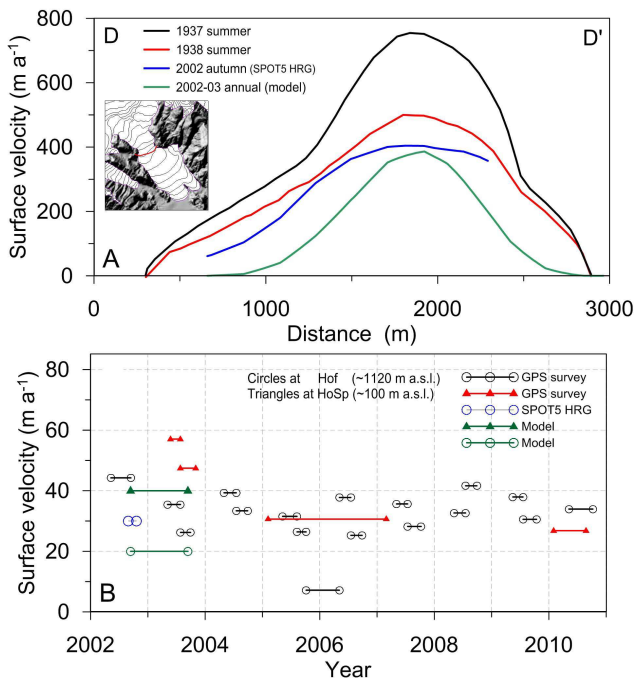 800
600
400
200
0
Surface velocity (m a-1)
D
D'
1937 summer
1938 summer
2002 autumn (SPOT5 HRG)
2002-03 annual (model)
A
0 1000 2000 3000
Distance (m)
80
60
40
20
0
Surface velocity (m a-1)
Circles at Hof (~1120 m a.s.l.)
Triangles at HoSp (~100 m a.s.l.)
GPS survey
GPS survey
SPOT5 HRG
Model
Model
B
2002 2004 2006 2008 2010
Year